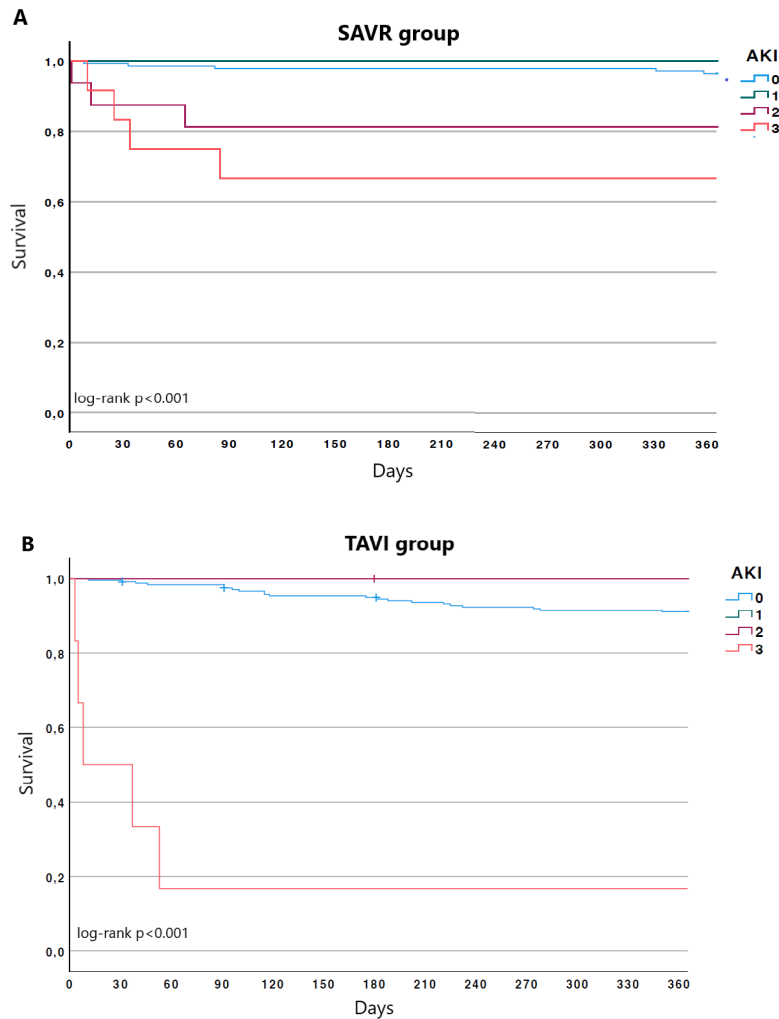 A
SAVR group
AKI
0
1
2
3
1,0
0,8
0,6
0,4
0,2
0,0
Survival
log-rank p<0.001
0 30 60 90 120 150 180 210 240 270 300 330 360
Days
B
TAVI group
AKI
0
1
2
3
1,0
0,8
0,6
0,4
0,2
0,0
Survival
log-rank p<0.001
0 30 60 90 120 150 180 210 240 270 300 330 360
Days